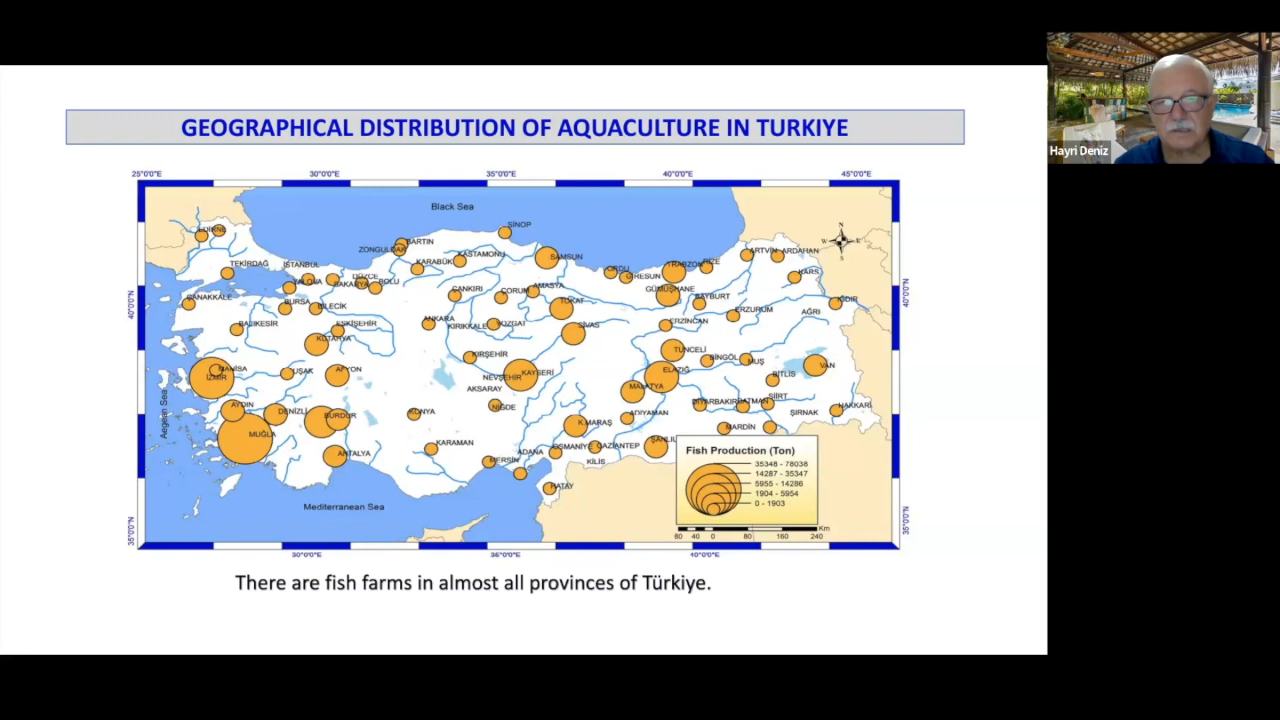 GEOGRAPHICAL DISTRIBUTION OF AQUACULTURE IN TURKIYE
Hayri Deniz
25°0'0"E 30°0'0"E 35°0'0"E 40°0'0"E 45°0'0"E
Black Sea
SİNOP
EDİRNE
BARTIN
ZONGULDAK
KASTAMONU
KARABÜK
SAMSUN
N
W E
S
ARTVİN ARDAHAN
TEKİRDAĞ
İSTANBUL
DÜZCE
BOLU
YALOVA
SAKARYA
ORDU
GİRESUN
TRABZON
RİZE
KARS
ÇANAKKALE
BURSA
BİLECİK
ÇANKIRI
ÇORUM
AMASYA
TOKAT
GÜMÜŞHANE
BAYBURT
IĞDIR
40°0'0"N
40°0'0"N
BALIKESİR
ESKİŞEHİR
ANKARA
KIRIKKALE
YOZGAT
SİVAS
ERZİNCAN
ERZURUM
AĞRI
KÜTAHYA
KIRŞEHİR
TUNCELİ
BİNGÖL
MUŞ
MANİSA
İZMİR
UŞAK
AFYON
NEVŞEHİR
KAYSERİ
ELAZIĞ
BİTLİS
VAN
AKSARAY
MALATYA
AYDIN
DENİZLİ
BURDUR
KONYA
NİĞDE
ADIYAMAN
DİYARBAKIR
BATMAN
SİİRT
ŞIRNAK
HAKKARİ
Aegean Sea
MUĞLA
K.MARAŞ
MARDİN
ANTALYA
KARAMAN
MERSİN
ADANA
OSMANİYE
GAZİANTEP
KİLİS
ŞANLIU
HATAY
Mediterranean Sea
Fish Production (Ton)
35348 - 78038
14287 - 35347
5955 - 14286
1904 - 5954
0 - 1903
80 40 0 80 160 240
Km
35°0'0"N
35°0'0"N
30°0'0"E 35°0'0"E 40°0'0"E
There are fish farms in almost all provinces of Türkiye.